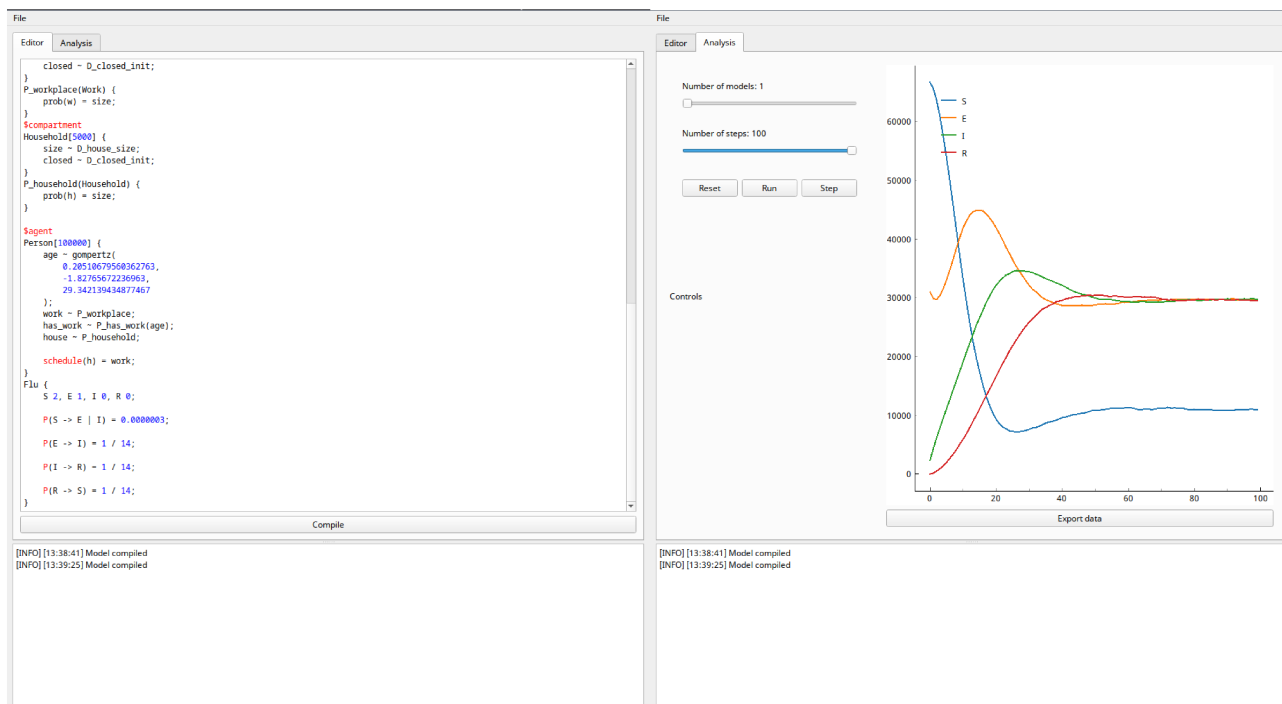 File
Editor
Analysis
closed ~ D_closed_init;
}
P_workplace(Work) {
prob(w) = size;
}
$compartment
Household[5000] {
size ~ D_house_size;
closed ~ D_closed_init;
}
P_household(Household) {
prob(h) = size;
}
$agent
Person[100000] {
age ~ gompertz(
0.20510679560362763,
-1.82765672236963,
29.342139434877467
);
work ~ P_workplace;
has_work ~ P_has_work(age);
house ~ P_household;
schedule(h) = work;
}
Flu {
S 2, E 1, I 0, R 0;
P(S -> E | I) = 0.0000003;
P(E -> I) = 1 / 14;
P(I -> R) = 1 / 14;
P(R -> S) = 1 / 14;
}
Compile
[INFO] [13:38:41] Model compiled
[INFO] [13:39:25] Model compiled
File
Editor
Analysis
Number of models: 1
Number of steps: 100
Reset
Run
Step
Controls
S
E
I
R
60000
50000
40000
30000
20000
10000
0
0
20
40
60
80
100
Export data
[INFO] [13:38:41] Model compiled
[INFO] [13:39:25] Model compiled